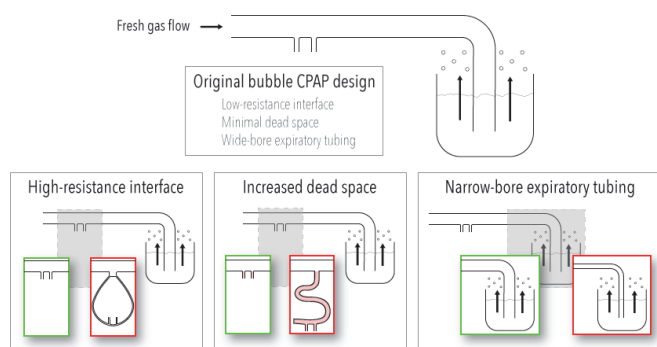 Fresh gas flow
Original bubble CPAP design
Low-resistance interface
Minimal dead space
Wide-bore expiratory tubing
High-resistance interface
Increased dead space
Narrow-bore expiratory tubing